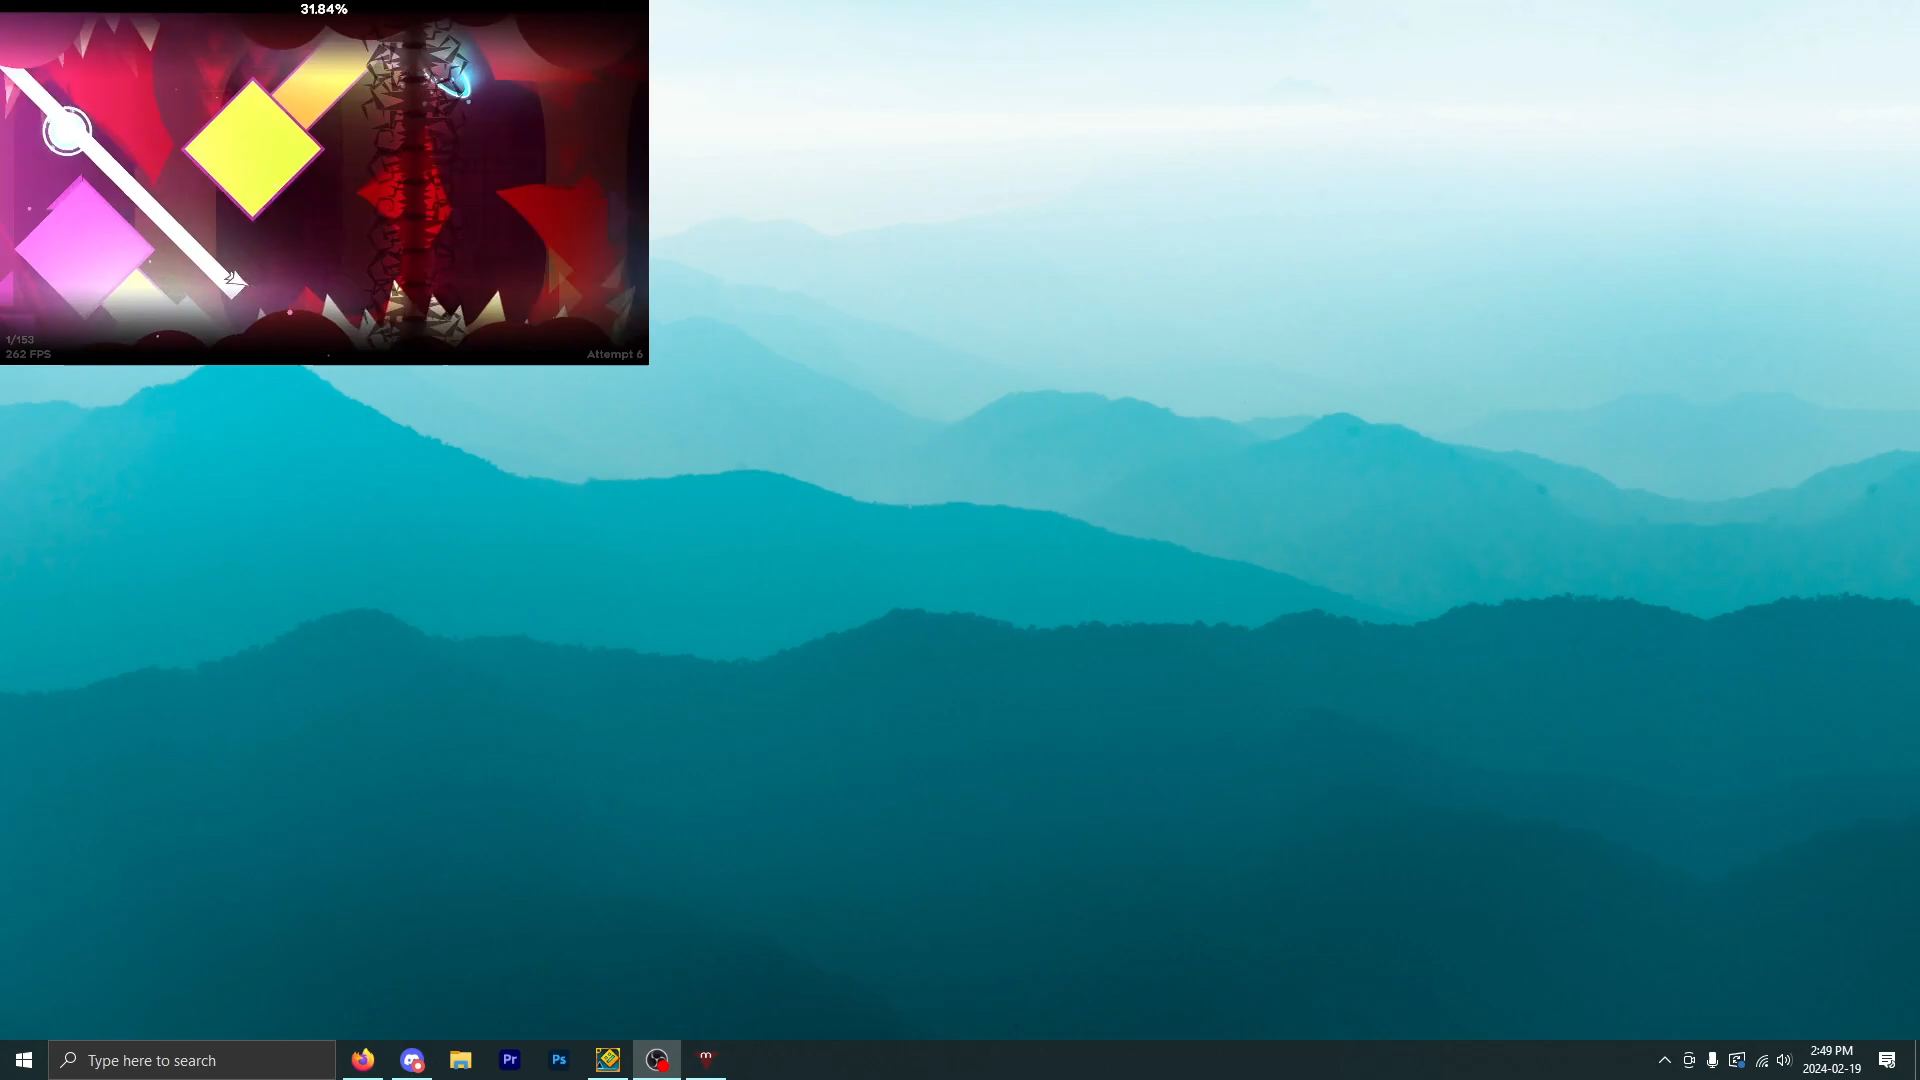 31.84%
1/153
262 FPS
Attempt 6
Type here to search
Pr
Ps
2:49 PM
2024-02-19